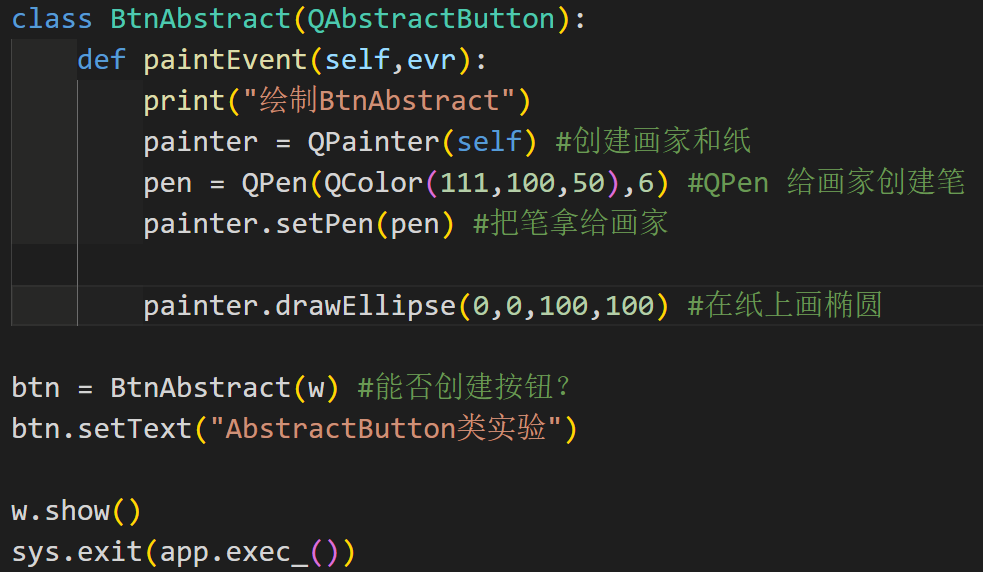 class BtnAbstract(QAbstractButton):
    def paintEvent(self,evr):
        print("绘制BtnAbstract")
        painter = QPainter(self) #创建画家和纸
        pen = QPen(QColor(111,100,50),6) #QPen 给画家创建笔
        painter.setPen(pen) #把笔拿给画家
        painter.drawEllipse(0,0,100,100) #在纸上画椭圆
btn = BtnAbstract(w) #能否创建按钮？
btn.setText("AbstractButton类实验")
w.show()
sys.exit(app.exec_())